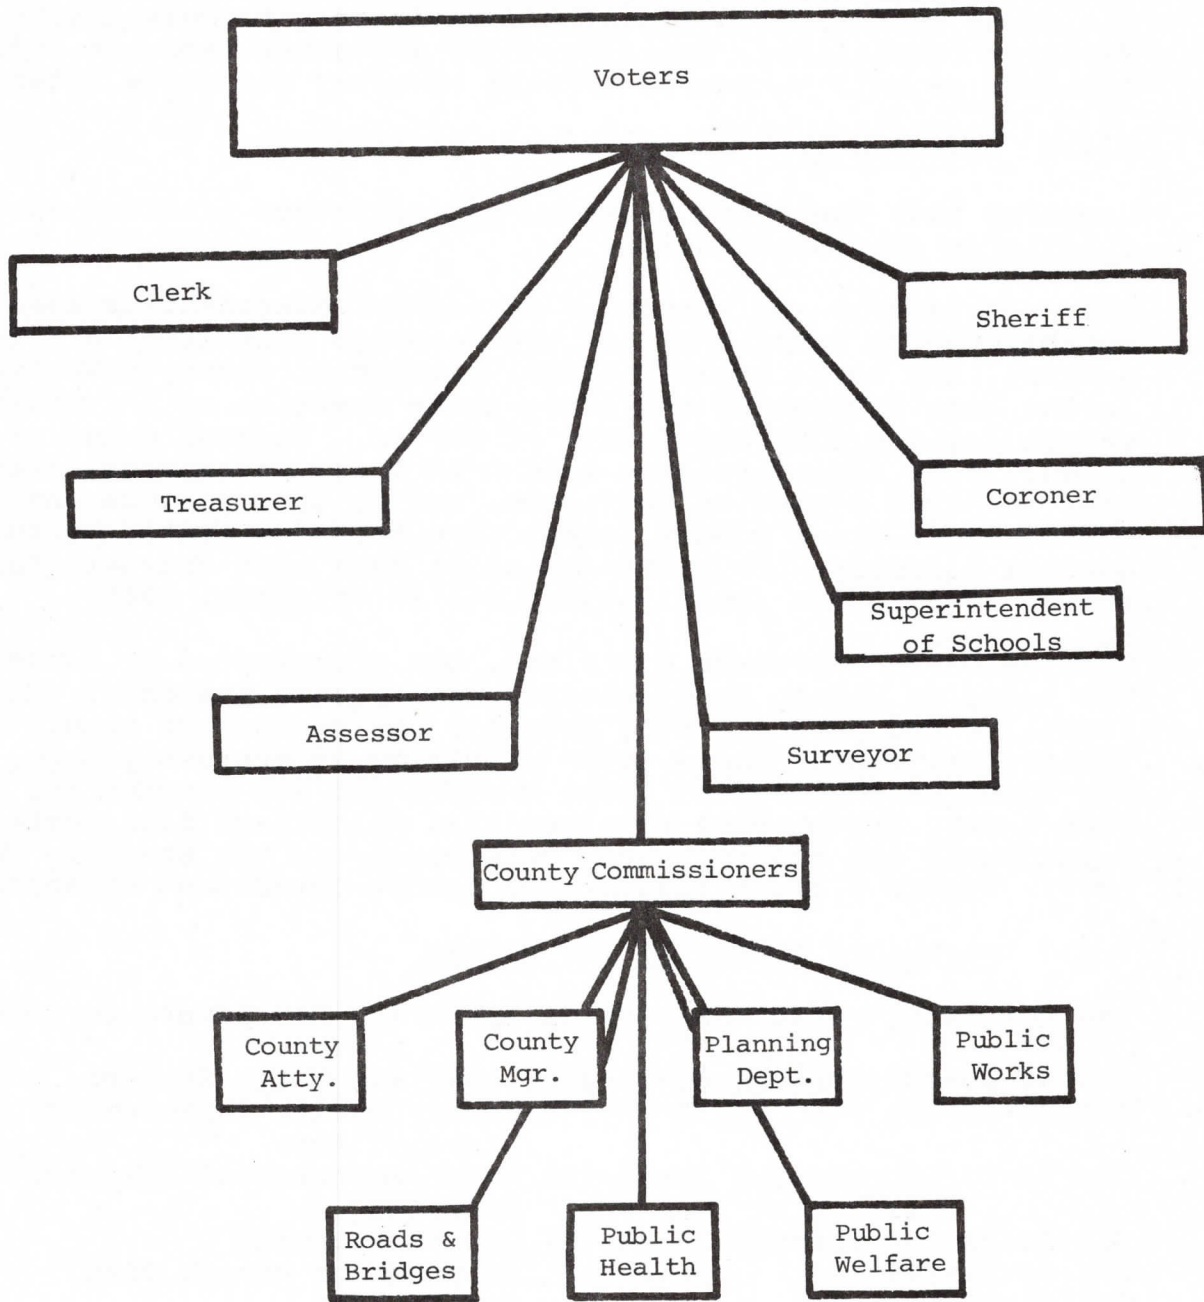 Voters
Clerk
Sheriff
Treasurer
Coroner
Superintendent
of Schools
Assessor
Surveyor
County Commissioners
County
Atty.
County
Mgr.
Planning
Dept.
Public
Works
Roads &
Bridges
Public
Health
Public
Welfare